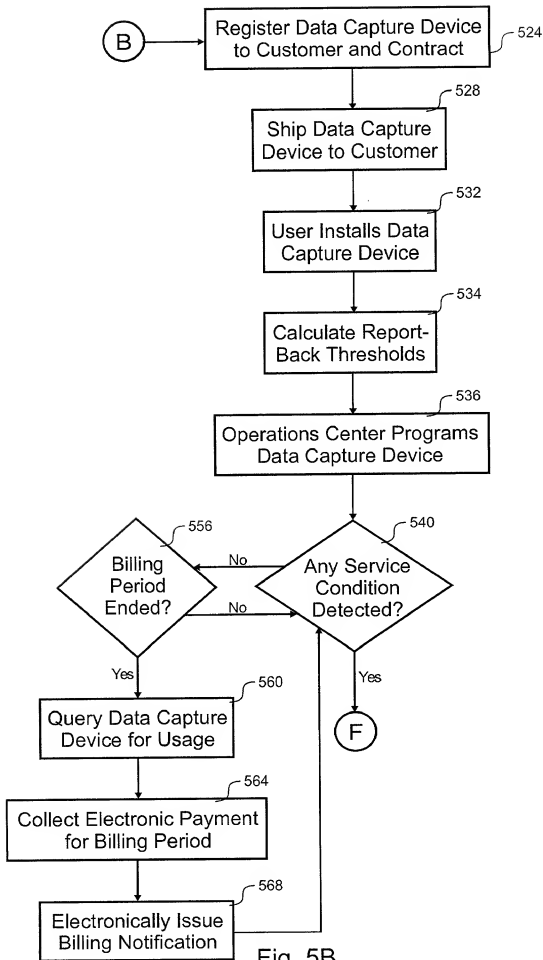 B
Register Data Capture Device
to Customer and Contract
524
528
Ship Data Capture
Device to Customer
532
User Installs Data
Capture Device
534
Calculate Report-
Back Thresholds
536
Operations Center Programs
Data Capture Device
556
540
Billing
Period
Ended?
No
No
Any Service
Condition
Detected?
Yes
Yes
F
560
Query Data Capture
Device for Usage
564
Collect Electronic Payment
for Billing Period
568
Electronically Issue
Billing Notification
Fig. 5B